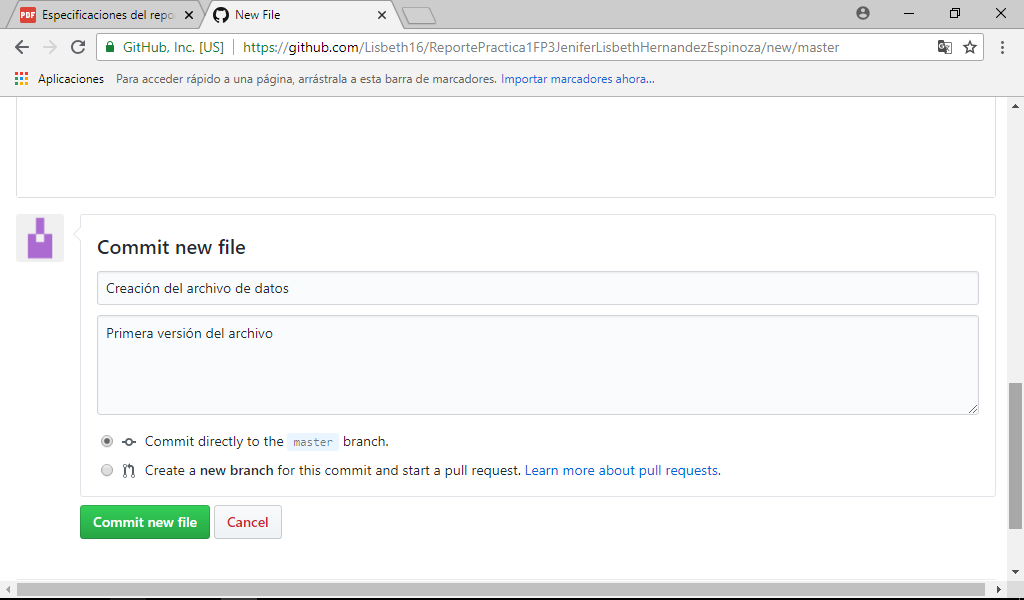 PDF Especificaciones del repo
New File
GitHub, Inc. [US]
https://github.com/Lisbeth16/ReportePractica1FP3JeniferLisbethHernandezEspinoza/new/master
Aplicaciones
Para acceder rápido a una página, arrástrala a esta barra de marcadores. Importar marcadores ahora...
Commit new file
Creación del archivo de datos
Primera versión del archivo
Commit directly to the master branch.
Create a new branch for this commit and start a pull request. Learn more about pull requests.
Commit new file
Cancel